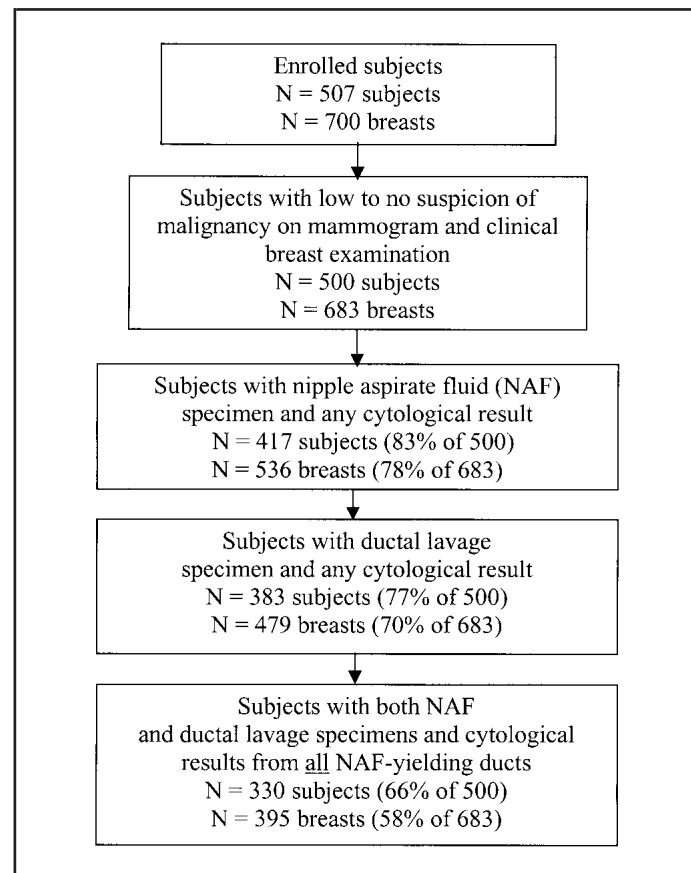 Enrolled subjects
N = 507 subjects
N = 700 breasts
Subjects with low to no suspicion of
malignancy on mammogram and clinical
breast examination
N = 500 subjects
N = 683 breasts
Subjects with nipple aspirate fluid (NAF)
specimen and any cytological result
N = 417 subjects (83% of 500)
N = 536 breasts (78% of 683)
Subjects with ductal lavage
specimen and any cytological result
N = 383 subjects (77% of 500)
N = 479 breasts (70% of 683)
Subjects with both NAF
and ductal lavage specimens and cytological
results from all NAF-yielding ducts
N = 330 subjects (66% of 500)
N = 395 breasts (58% of 683)